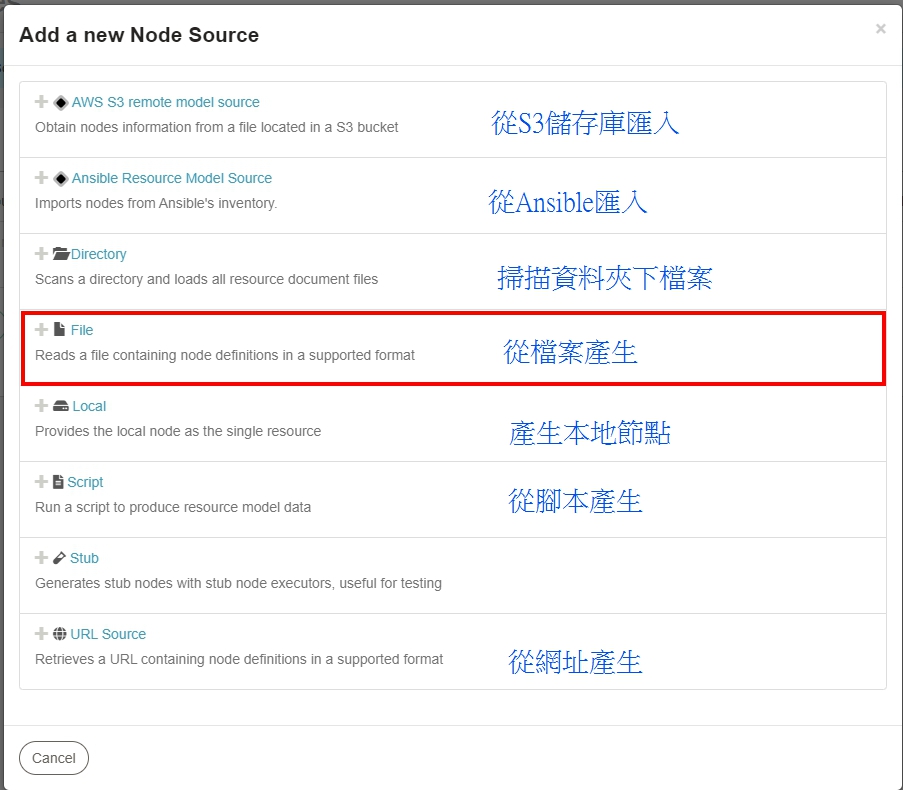 Add a new Node Source
×
AWS S3 remote model source
Obtain nodes information from a file located in a S3 bucket
從S3儲存庫匯入
Ansible Resource Model Source
Imports nodes from Ansible's inventory.
從Ansible匯入
Directory
Scans a directory and loads all resource document files
掃描資料夾下檔案
File
Reads a file containing node definitions in a supported format
從檔案產生
Local
Provides the local node as the single resource
產生本地節點
Script
Run a script to produce resource model data
從腳本產生
Stub
Generates stub nodes with stub node executors, useful for testing
URL Source
Retrieves a URL containing node definitions in a supported format
從網址產生
Cancel